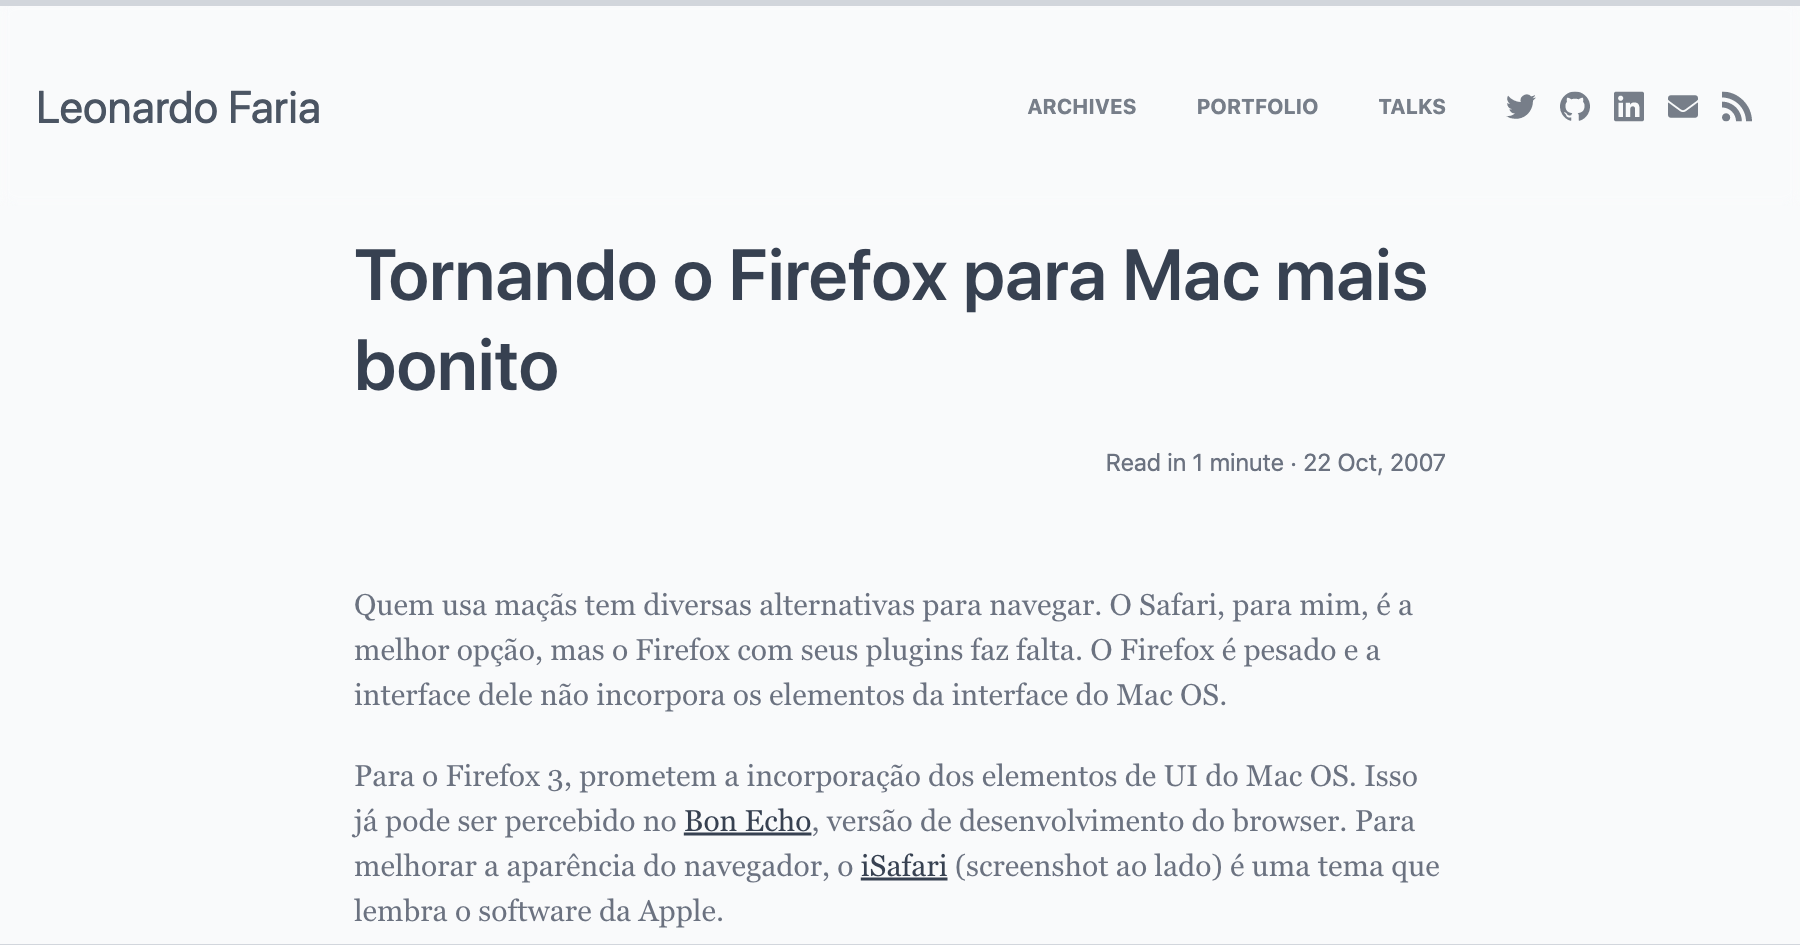 Leonardo Faria
ARCHIVES PORTFOLIO TALKS
Tornando o Firefox para Mac mais
bonito
Read in 1 minute · 22 Oct, 2007
Quem usa maçãs tem diversas alternativas para navegar. O Safari, para mim, é a
melhor opção, mas o Firefox com seus plugins faz falta. O Firefox é pesado e a
interface dele não incorpora os elementos da interface do Mac OS.
Para o Firefox 3, prometem a incorporação dos elementos de UI do Mac OS. Isso
já pode ser percebido no Bon Echo, versão de desenvolvimento do browser. Para
melhorar a aparência do navegador, o iSafari (screenshot ao lado) é uma tema que
lembra o software da Apple.